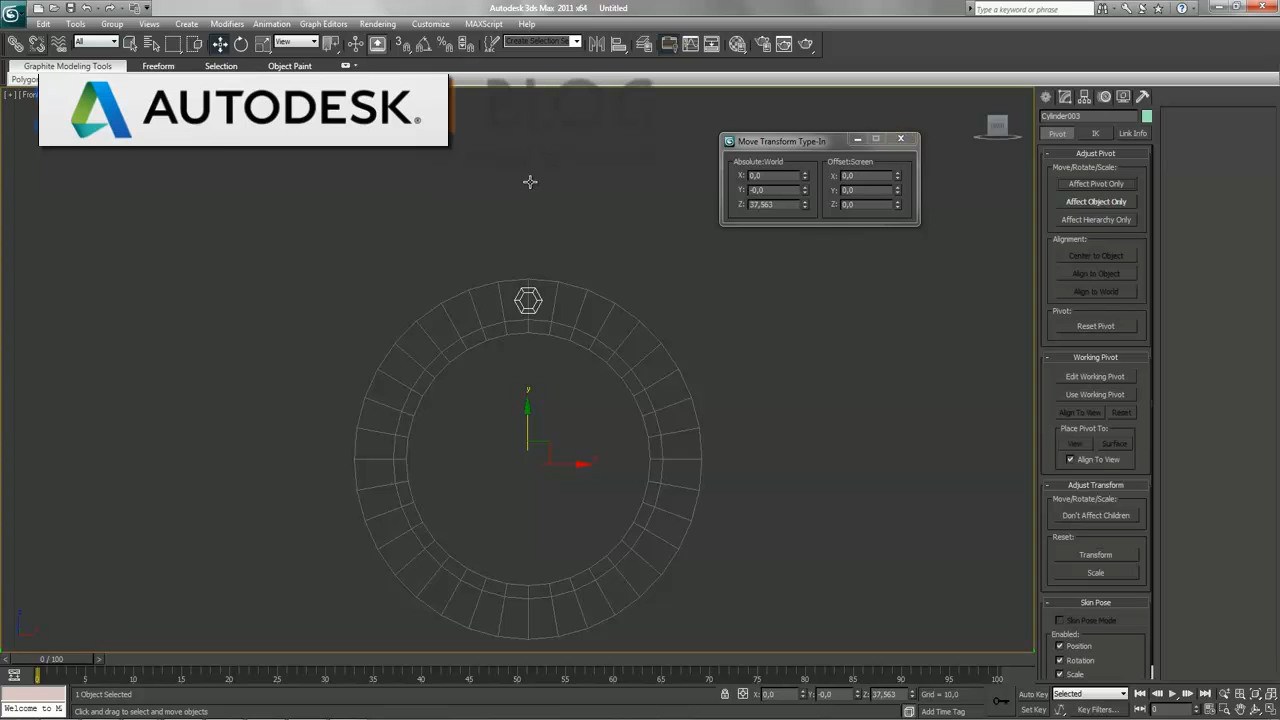 Autodesk 3ds Max 2011 x64 Untitled
Type a keyword or phrase
Edit Tools Group Views Create Modifiers Animation Graph Editors Rendering Customize MAXScript Help
All View Create Selection Se
Graphite Modeling Tools Freeform Selection Object Paint
Polygon
[ + ] [ Fron
AUTODESK®
BLOG
Cylinder003
Move Transform Type-In
FRONT
Pivot IK Link Info
Absolute:World Offset:Screen
X: 0,0 X: 0,0
Y: -0,0 Y: 0,0
Z: 37,563 Z: 0,0
- Adjust Pivot
Move/Rotate/Scale:
Affect Pivot Only
Affect Object Only
Affect Hierarchy Only
Alignment:
Center to Object
Align to Object
Align to World
Pivot:
Reset Pivot
- Working Pivot
Edit Working Pivot
Use Working Pivot
Align To View Reset
Place Pivot To:
View Surface
Align To View
- Adjust Transform
Move/Rotate/Scale:
Don't Affect Children
Reset:
Transform
Scale
- Skin Pose
Skin Pose Mode
Enabled:
Position
Rotation
Scale
y
x
z
x
< 0 / 100 >
0 5 10 15 20 25 30 35 40 45 50 55 60 65 70 75 80 85 90 95 100
1 Object Selected X: 0,0 Y: -0,0 Z: 37,563 Grid = 10,0 Auto Key Selected
Welcome to M Click and drag to select and move objects Add Time Tag Set Key Key Filters... 0